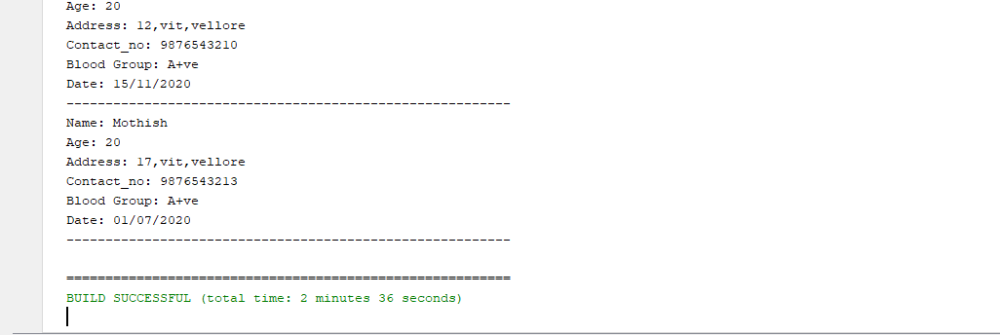 Age: 20
Address: 12,vit,vellore
Contact_no: 9876543210
Blood Group: A+ve
Date: 15/11/2020
---------------------------------------------------------
Name: Mothish
Age: 20
Address: 17,vit,vellore
Contact_no: 9876543213
Blood Group: A+ve
Date: 01/07/2020
---------------------------------------------------------
=========================================================
BUILD SUCCESSFUL (total time: 2 minutes 36 seconds)